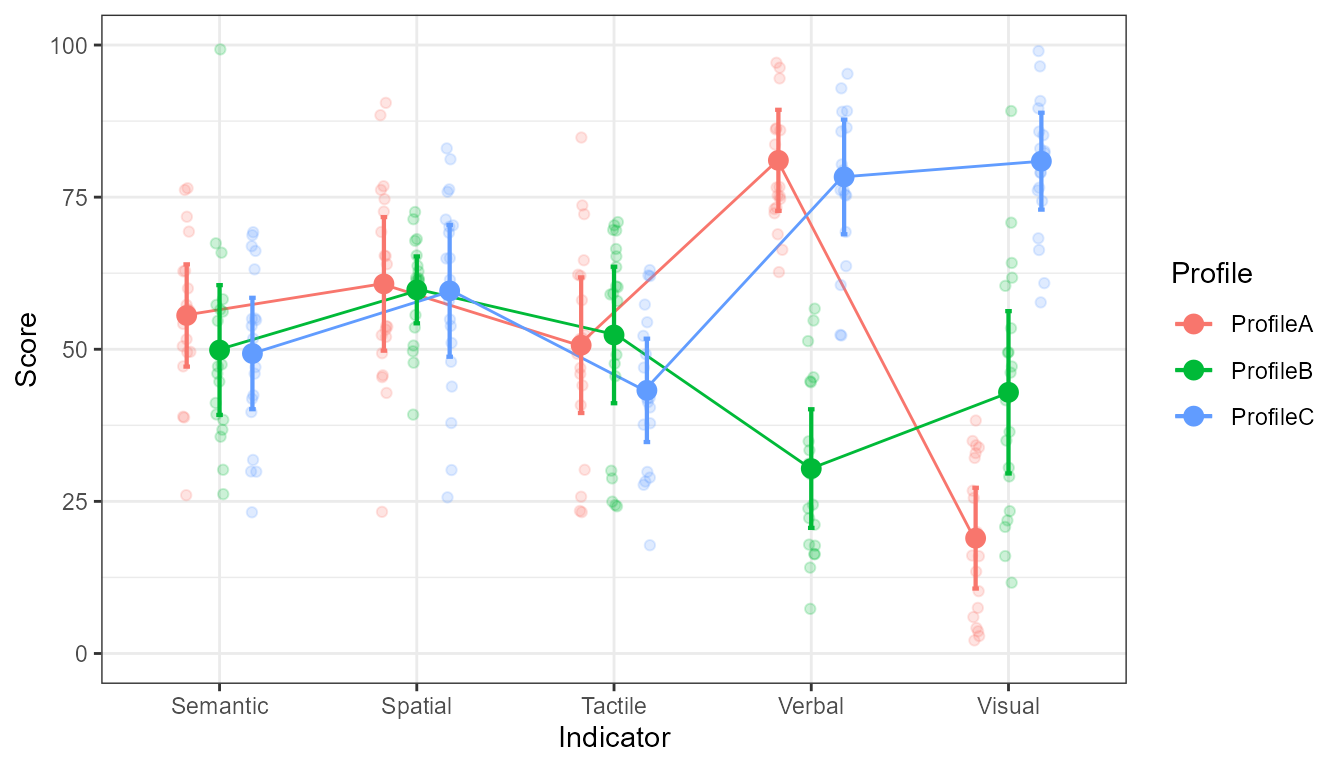 100
75
50
25
0
Score
Semantic Spatial Tactile Verbal Visual
Indicator
Profile
ProfileA
ProfileB
ProfileC